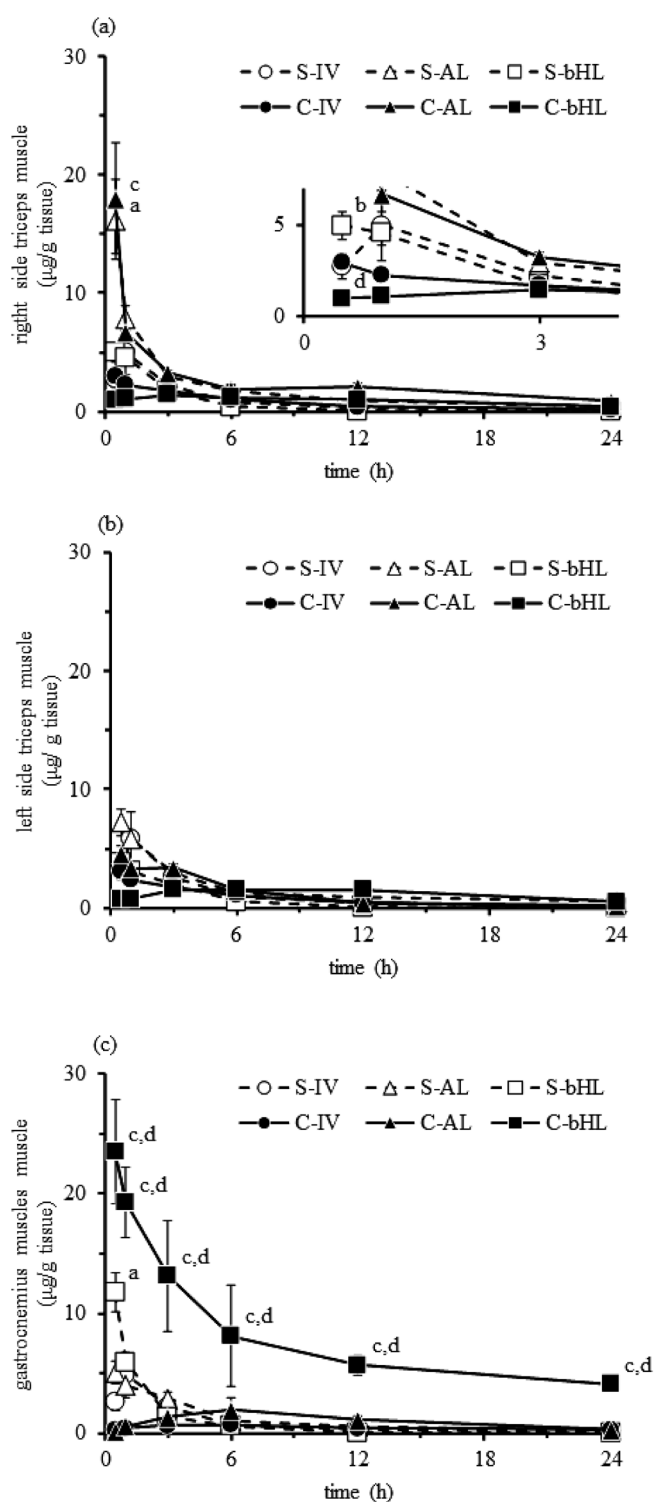 (a)
30
S-IV S-AL S-bHL
C-IV C-AL C-bHL
20
c
a
5
b
d
0
0 3
10
0
0 6 12 18 24
time (h)
rigtht side triceps muscle
(μg/g tissue)
(b)
30
S-IV S-AL S-bHL
C-IV C-AL C-bHL
20
10
0
0 6 12 18 24
time (h)
left side triceps muscle
(μg/ g tissue)
(c)
30
S-IV S-AL S-bHL
C-IV C-AL C-bHL
c,d
c,d
20
c,d
a
c,d
10
c,d
c,d
0
0 6 12 18 24
time (h)
gastrocnemius muscles muscle
(μg/g tissue)